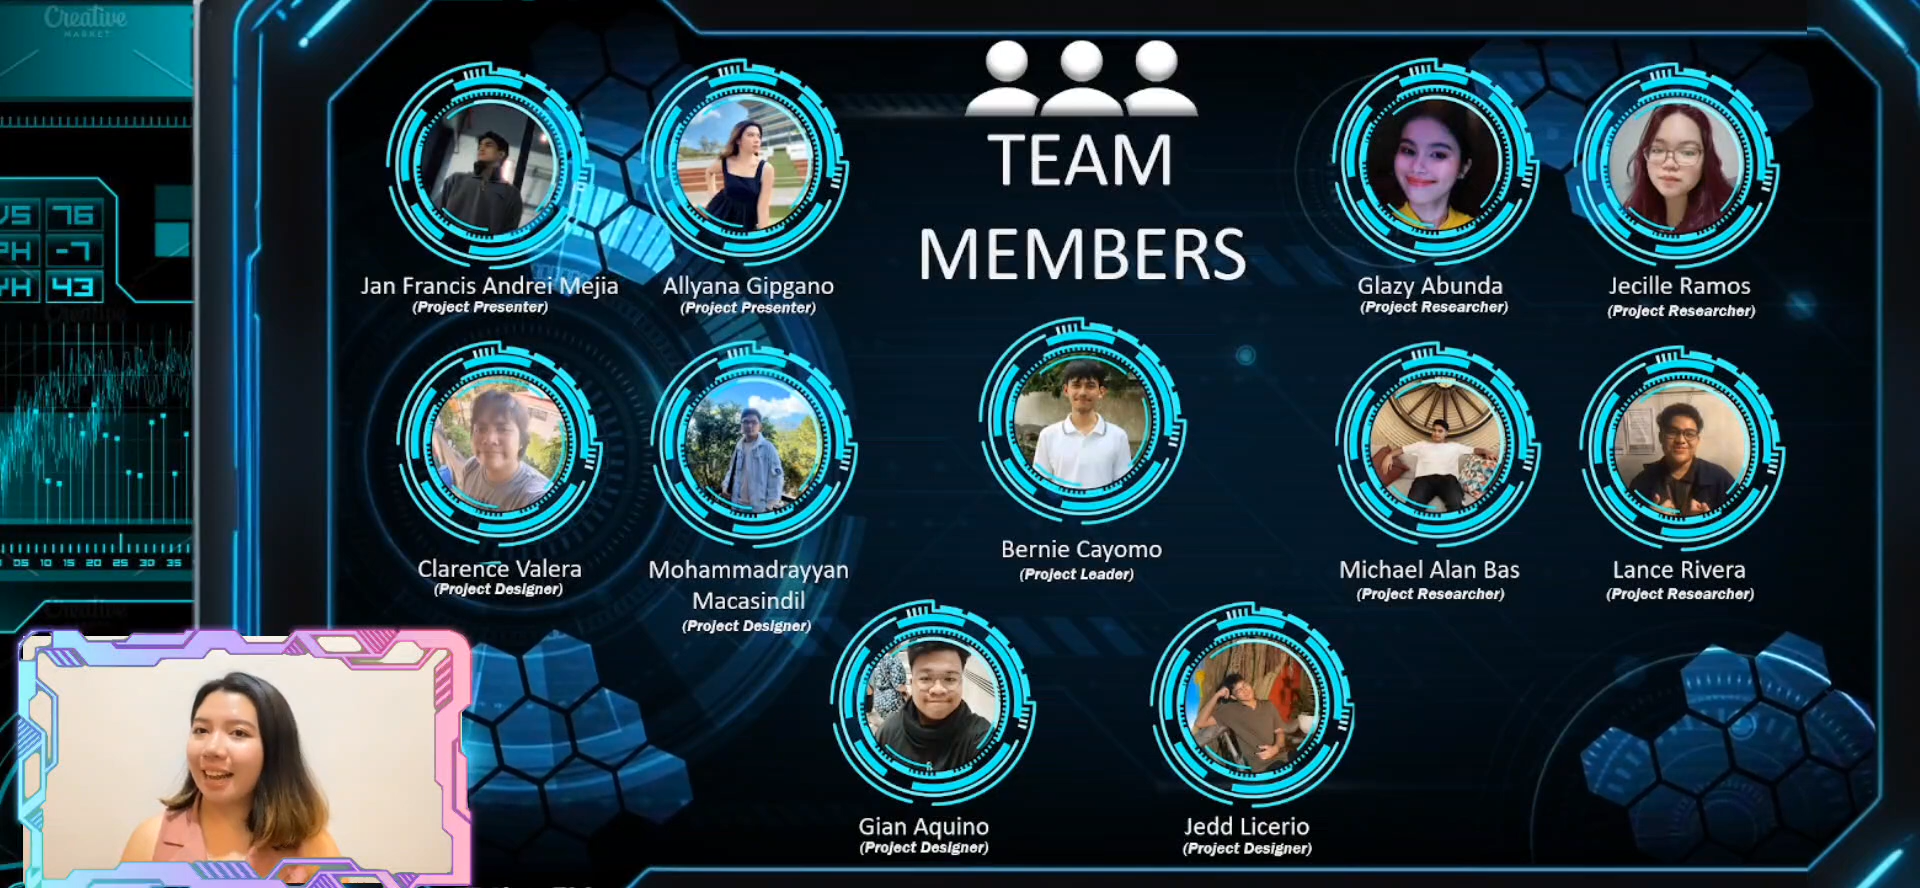 Creative
MARKET
TEAM
MEMBERS
Jan Francis Andrei Mejia
(Project Presenter)
Allyana Gipgano
(Project Presenter)
Glazy Abunda
(Project Researcher)
Jecille Ramos
(Project Researcher)
76
-7
43
Clarence Valera
(Project Designer)
Mohammadrayyan
Macasindil
(Project Designer)
Bernie Cayomo
(Project Leader)
Michael Alan Bas
(Project Researcher)
Lance Rivera
(Project Researcher)
05 10 15 20 25 30 35
Gian Aquino
(Project Designer)
Jedd Licerio
(Project Designer)